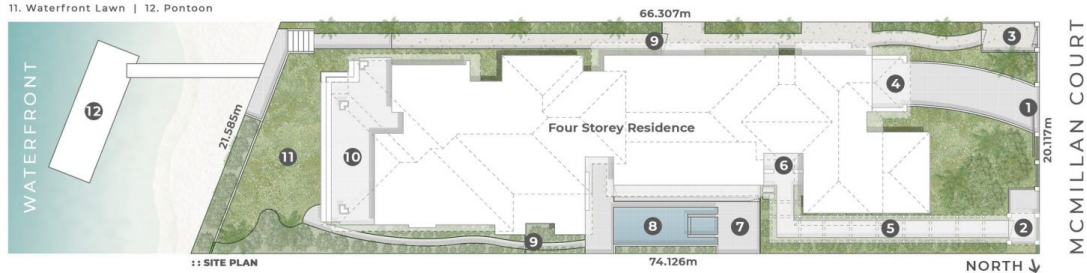 11. Waterfront Lawn | 12. Pontoon
66.307m
9
3
WATERFRONT
12
4
1
21.585m
Four Storey Residence
20.117m
MCMILLAN COURT
11
10
6
8
7
5
2
9
:: SITE PLAN
74.126m
NORTH